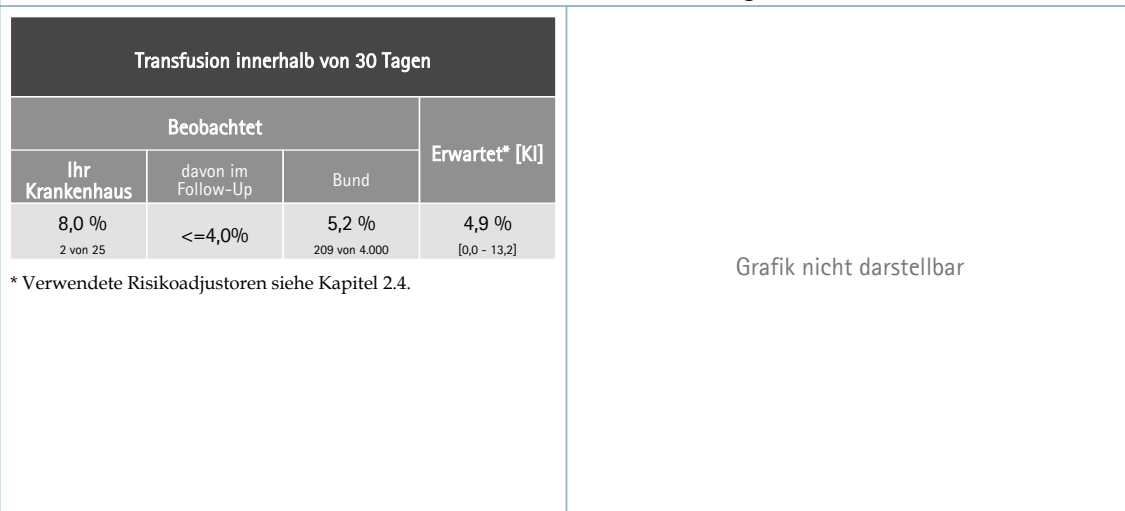 Transfusion innerhalb von 30 Tagen
Beobachtet
Erwartet* [KI]
Ihr
Krankenhaus
davon im
Follow-Up
Bund
8,0 %
2 von 25
<=4,0%
5,2 %
209 von 4.000
4,9 %
[0,0 - 13,2]
* Verwendete Risikoadjustoren siehe Kapitel 2.4.
Grafik nicht darstellbar